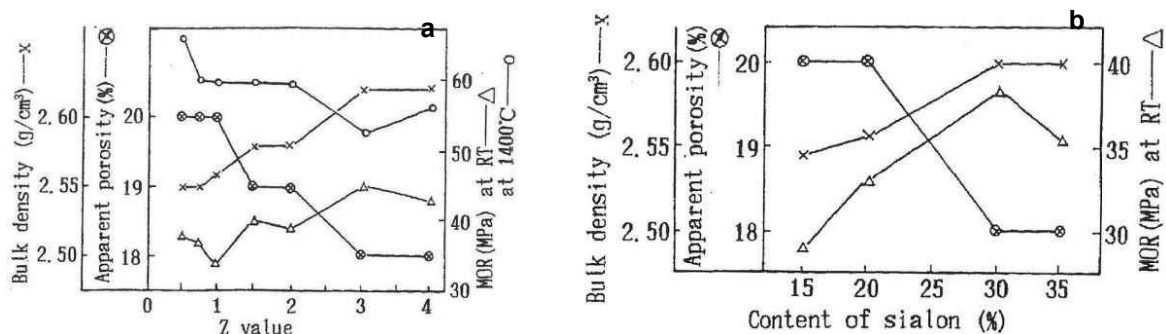 a
Bulk density (g/cm³)—x
2.60
2.55
2.50
Apparent porosity(%) —⊗
20
19
18
60
50
40
30
MOR(MPa) at RT—△
at 1400℃—○
0 1 2 3 4
Z value
b
Bulk density (g/cm³)—x
2.60
2.55
2.50
Apparent porosity(%)
—⊗
20
19
18
40
35
30
MOR(MPa) at RT—△
15 20 30 35
Content of sialon (%)